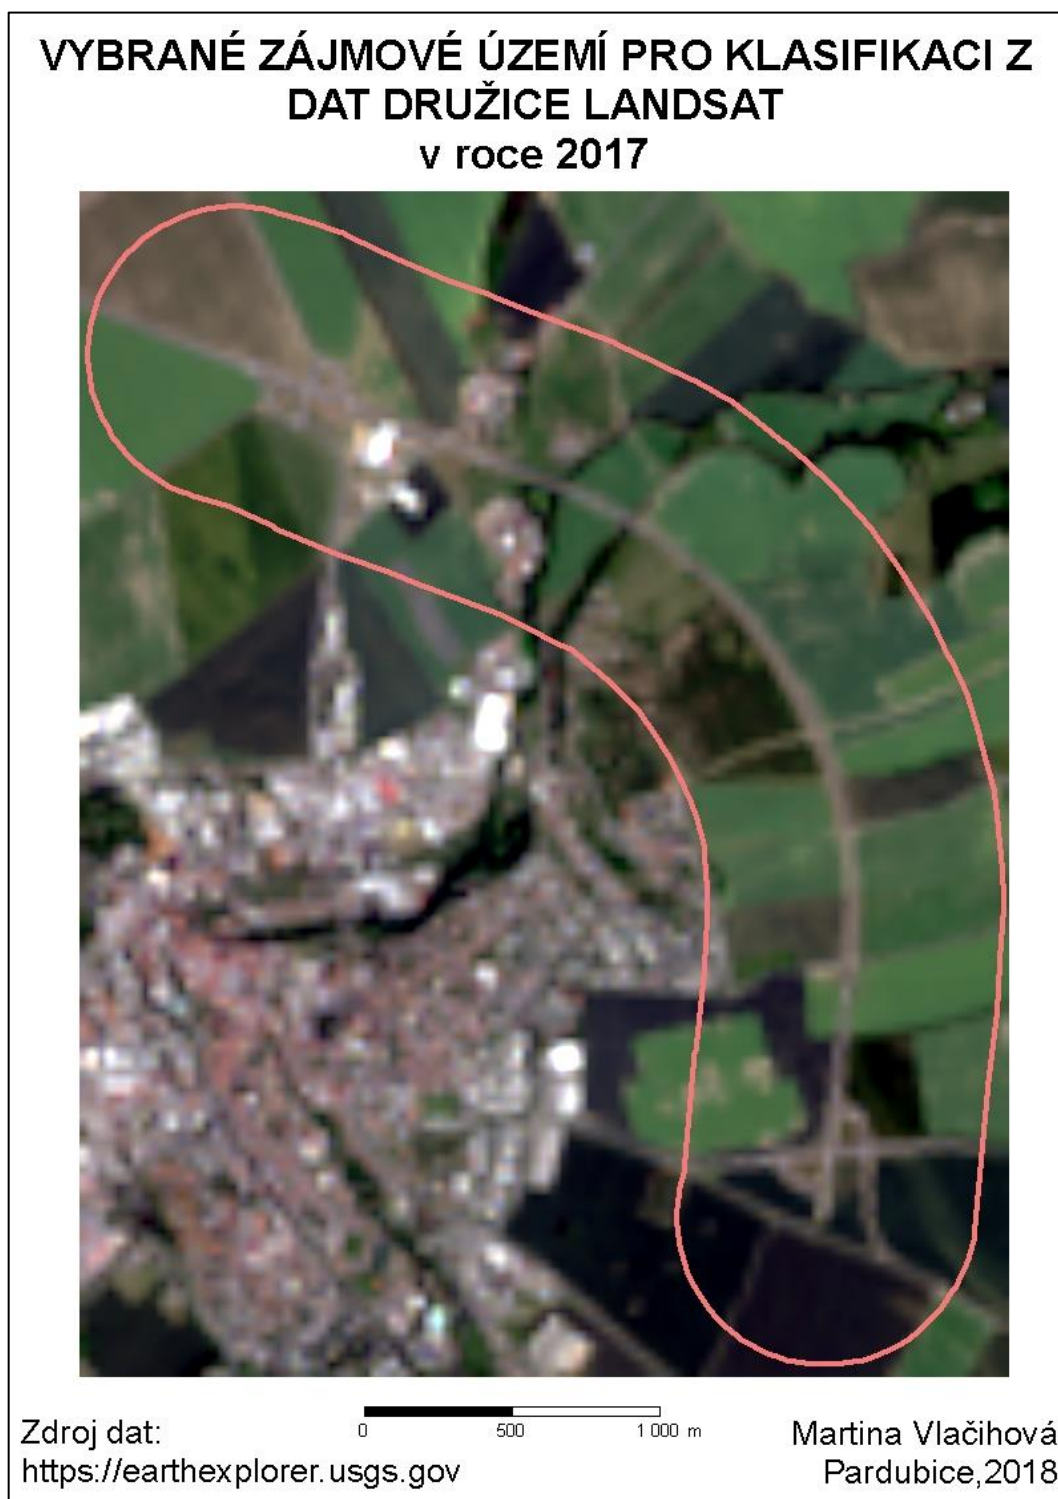 VYBRANÉ ZÁJMOVÉ ÚZEMÍ PRO KLASIFIKACI Z
DAT DRUŽICE LANDSAT
v roce 2017
0 500 1 000 m
Zdroj dat:
https://earthexplorer.usgs.gov
Martina Vlačihová
Pardubice,2018